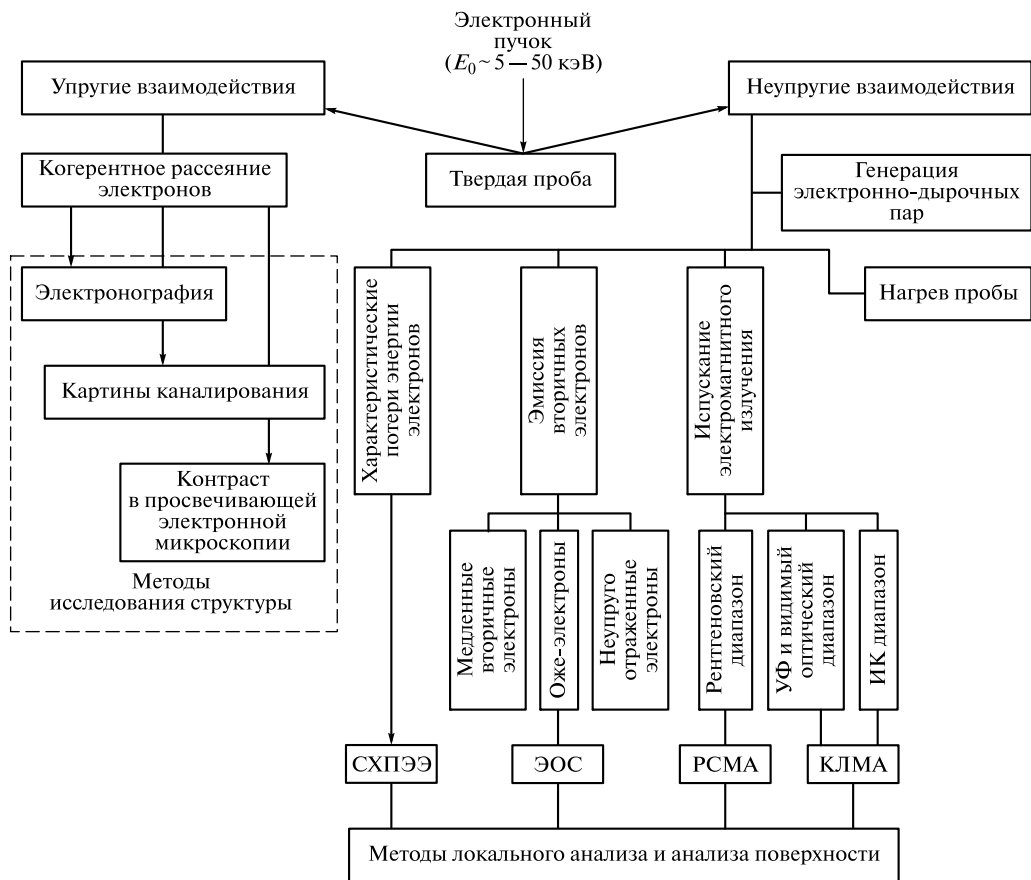 Электронный
пучок
(E₀ ~ 5 — 50 кэВ)
Упругие взаимодействия
Неупругие взаимодействия
Когерентное рассеяние
электронов
Твердая проба
Генерация
электронно-дырочных
пар
Электронография
Нагрев пробы
Картины каналирования
Контраст
в просвечивающей
электронной
микроскопии
Методы
исследования структуры
Характеристические
потери энергии
электронов
Эмиссия
вторичных
электронов
Испускание
электромагнитного
излучения
Медленные
вторичные
электроны
Оже-электроны
Неупруго
отраженные
электроны
Рентгеновский
диапазон
УФ и видимый
оптический
диапазон
ИК диапазон
СХПЭЭ
ЭОС
РСМА
КЛМА
Методы локального анализа и анализа поверхности